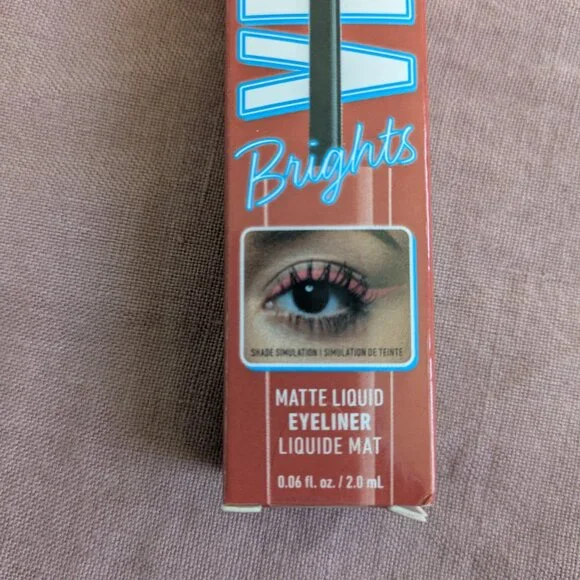 Brights
SHADE SIMULATION | SIMULATION DE TEINTE
MATTE LIQUID
EYELINER
LIQUIDE MAT
0.06 fl. oz. / 2.0 mL